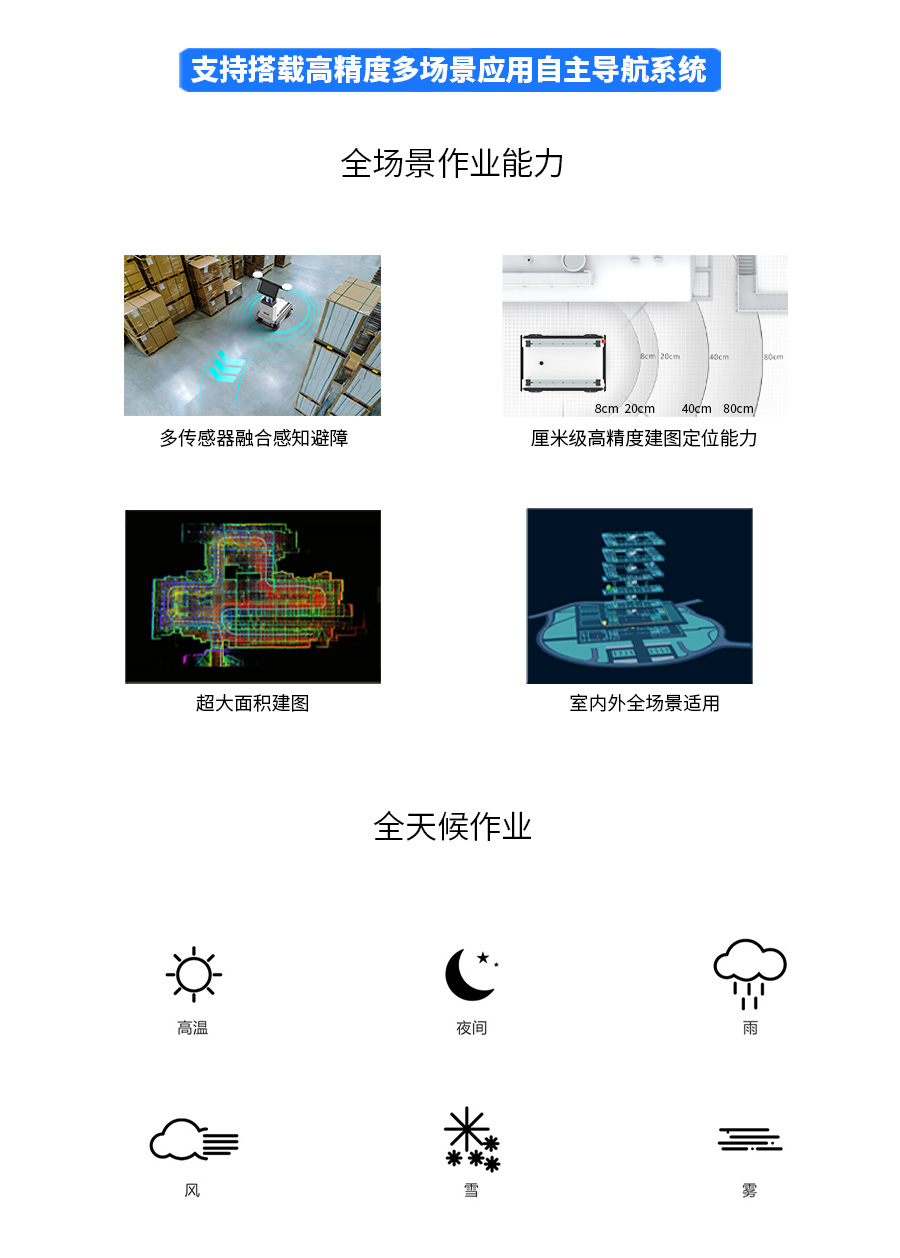 支持搭载高精度多场景应用自主导航系统
全场景作业能力
8cm 20cm 40cm 80cm
8cm 20cm 40cm 80cm
多传感器融合感知避障
厘米级高精度建图定位能力
超大面积建图
室内外全场景适用
全天候作业
高温
夜间
雨
风
雪
雾